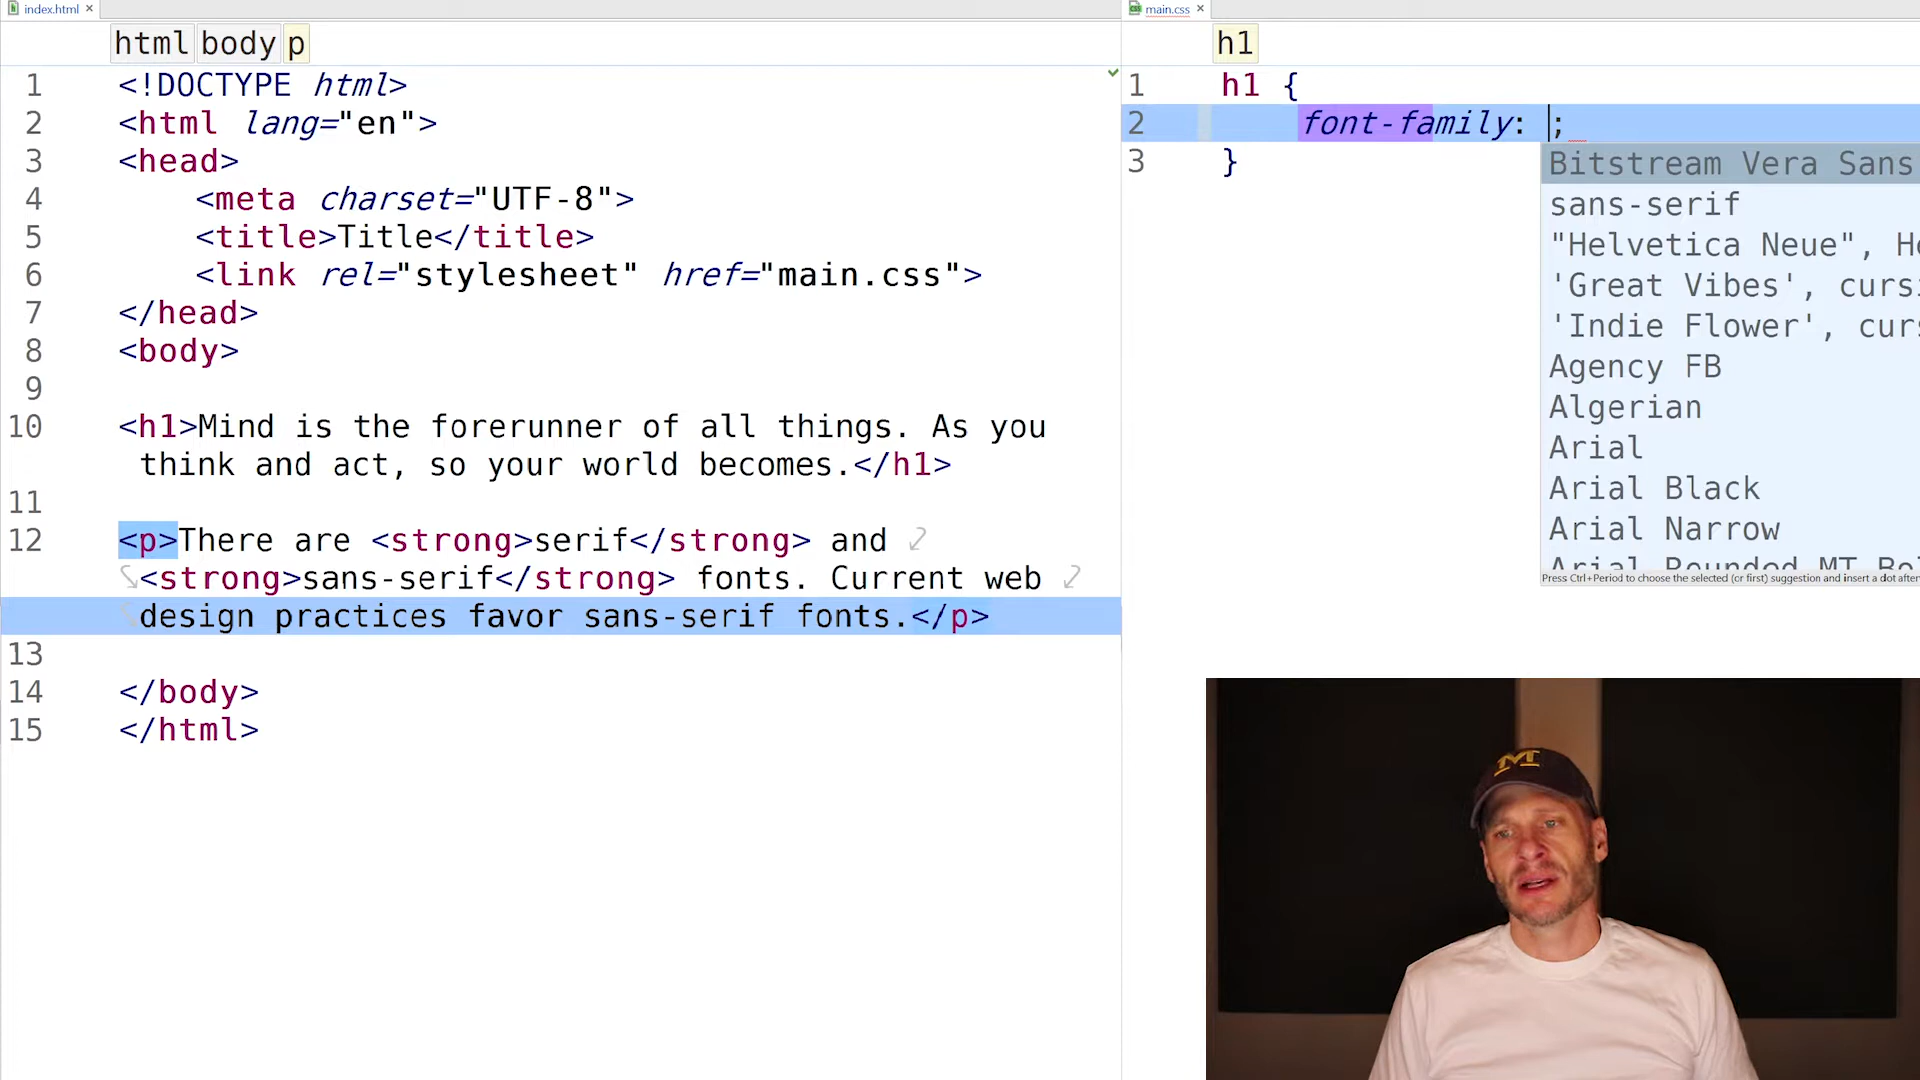 index.html
main.css
html body p
h1
1 <!DOCTYPE html>
2 <html lang="en">
3 <head>
4 <meta charset="UTF-8">
5 <title>Title</title>
6 <link rel="stylesheet" href="main.css">
7 </head>
8 <body>
9
10 <h1>Mind is the forerunner of all things. As you
think and act, so your world becomes.</h1>
11
12 <p>There are <strong>serif</strong> and
<strong>sans-serif</strong> fonts. Current web
design practices favor sans-serif fonts.</p>
13
14 </body>
15 </html>
1 h1 {
2 font-family: ;
3 }
Bitstream Vera Sans
sans-serif
"Helvetica Neue", He
'Great Vibes', cursi
'Indie Flower', curs
Agency FB
Algerian
Arial
Arial Black
Arial Narrow
Arial Rounded MT Bol
Press Ctrl+Period to choose the selected (or first) suggestion and insert a dot after
M